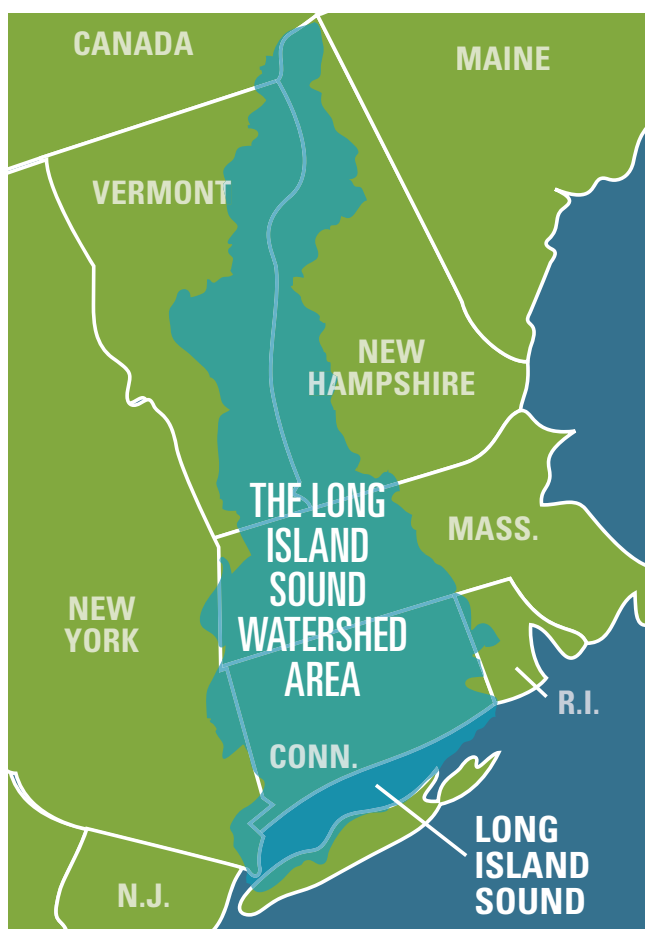 CANADA
MAINE
VERMONT
NEW
HAMPSHIRE
THE LONG
ISLAND
SOUND
WATERSHED
AREA
MASS.
NEW
YORK
R.I.
CONN.
LONG
ISLAND
SOUND
N.J.